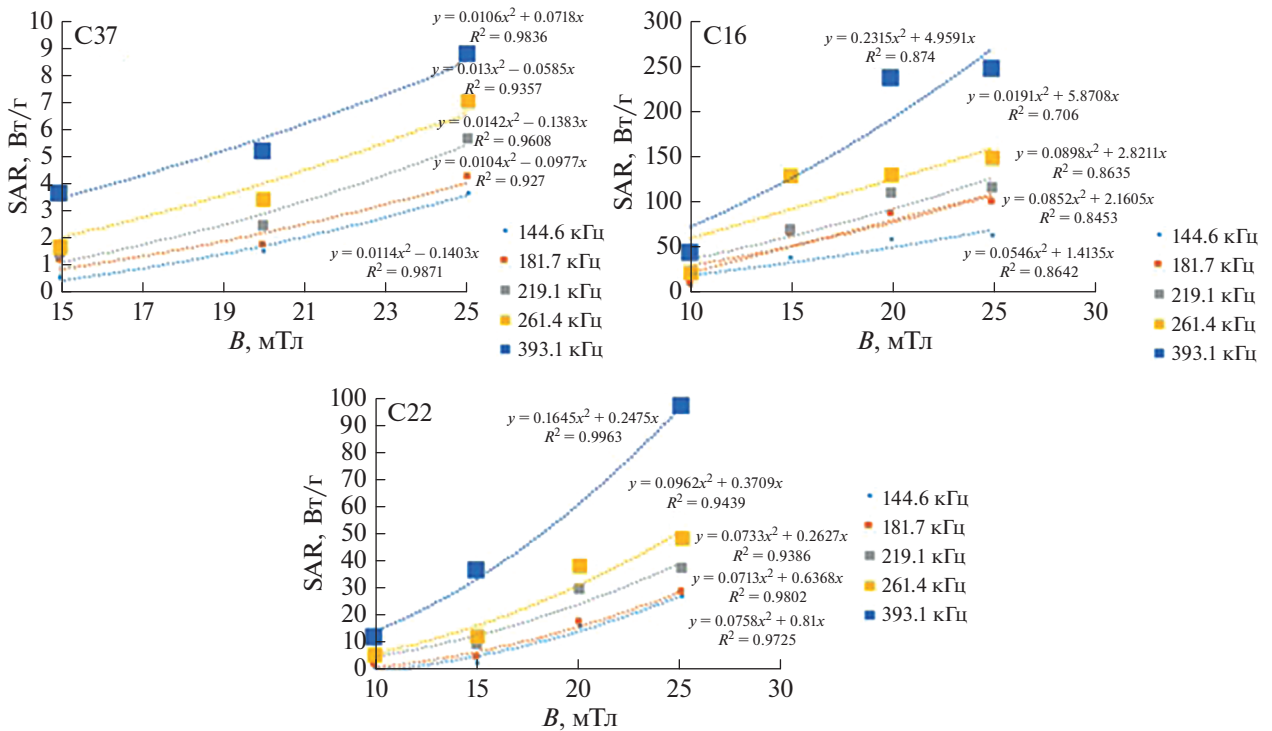 C37
SAR, Вт/г
10
9
8
7
6
5
4
3
2
1
0
15
17
19
21
23
25
B, мТл
y = 0.0106x² + 0.0718x
R² = 0.9836
y = 0.013x² – 0.0585x
R² = 0.9357
y = 0.0142x² – 0.1383x
R² = 0.9608
y = 0.0104x² – 0.0977x
R² = 0.927
y = 0.0114x² – 0.1403x
R² = 0.9871
144.6 кГц
181.7 кГц
219.1 кГц
261.4 кГц
393.1 кГц
C16
SAR, Вт/г
300
250
200
150
100
50
0
10
15
20
25
30
B, мТл
y = 0.2315x² + 4.9591x
R² = 0.874
y = 0.0191x² + 5.8708x
R² = 0.706
y = 0.0898x² + 2.8211x
R² = 0.8635
y = 0.0852x² + 2.1605x
R² = 0.8453
y = 0.0546x² + 1.4135x
R² = 0.8642
144.6 кГц
181.7 кГц
219.1 кГц
261.4 кГц
393.1 кГц
C22
SAR, Вт/г
100
90
80
70
60
50
40
30
20
10
0
10
15
20
25
30
B, мТл
y = 0.1645x² + 0.2475x
R² = 0.9963
y = 0.0962x² + 0.3709x
R² = 0.9439
y = 0.0733x² + 0.2627x
R² = 0.9386
y = 0.0713x² + 0.6368x
R² = 0.9802
y = 0.0758x² + 0.81x
R² = 0.9725
144.6 кГц
181.7 кГц
219.1 кГц
261.4 кГц
393.1 кГц